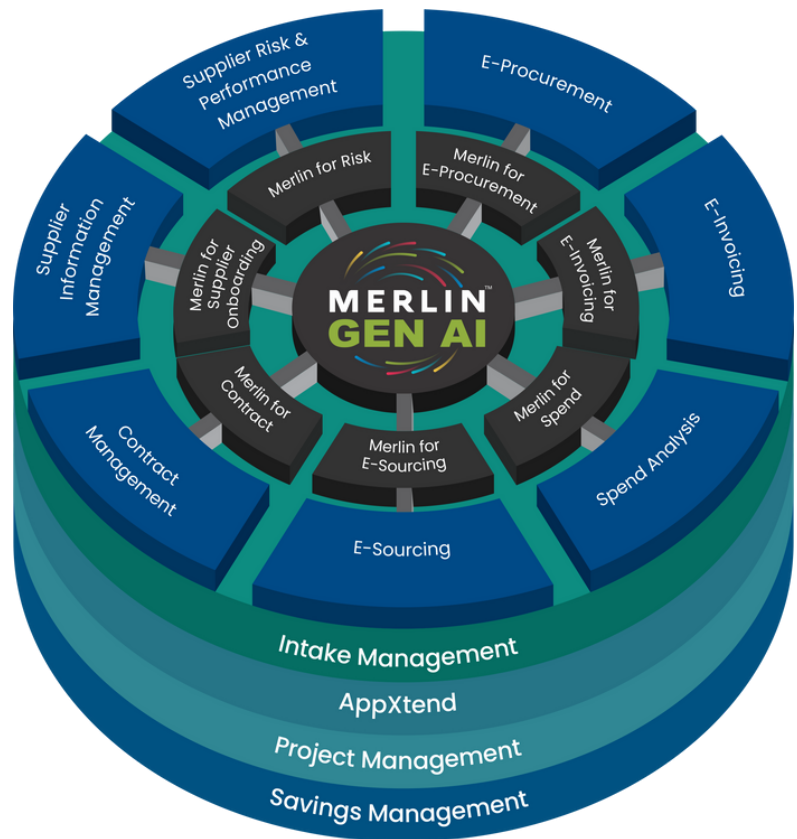 Supplier Risk &
Performance
Management
E-Procurement
Merlin for Risk
Merlin for
E-Procurement
Supplier
Information
Management
Merlin for
Supplier
Onboarding
Merlin for
E-Invoicing
E-Invoicing
MERLIN™
GEN AI
Merlin for
Contract
Merlin for
Spend
Merlin for
E-Sourcing
Contract
Management
Spend Analysis
E-Sourcing
Intake Management
AppXtend
Project Management
Savings Management